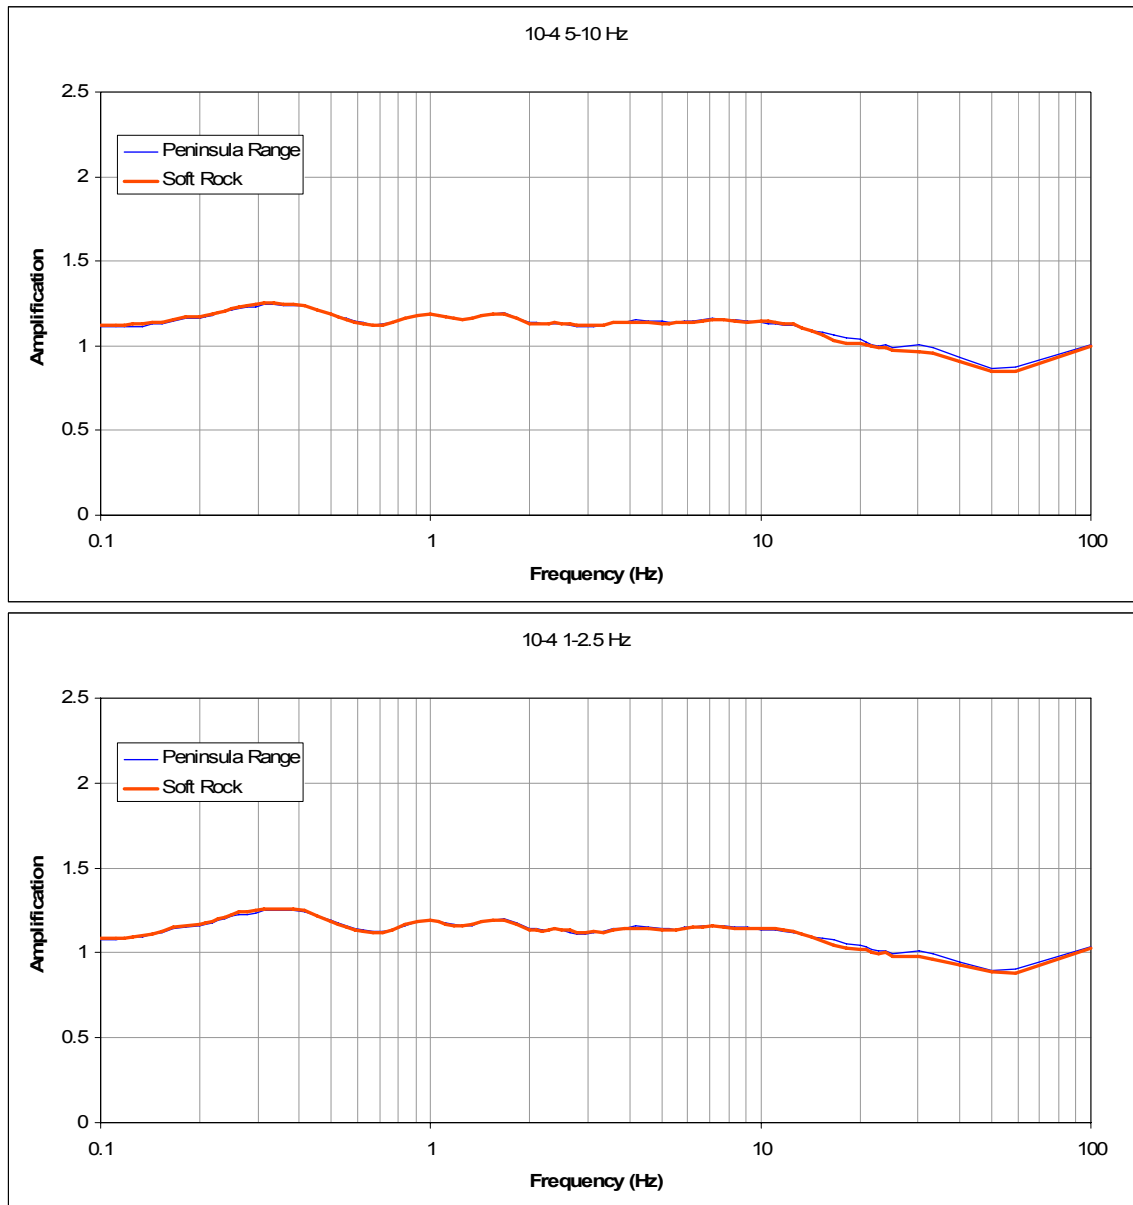 10-4 5-10 Hz
2.5
Peninsula Range
Soft Rock
2
1.5
1
0.5
0
Amplification
0.1 1 10 100
Frequency (Hz)
10-4 1-2.5 Hz
2.5
Peninsula Range
Soft Rock
2
1.5
1
0.5
0
Amplification
0.1 1 10 100
Frequency (Hz)